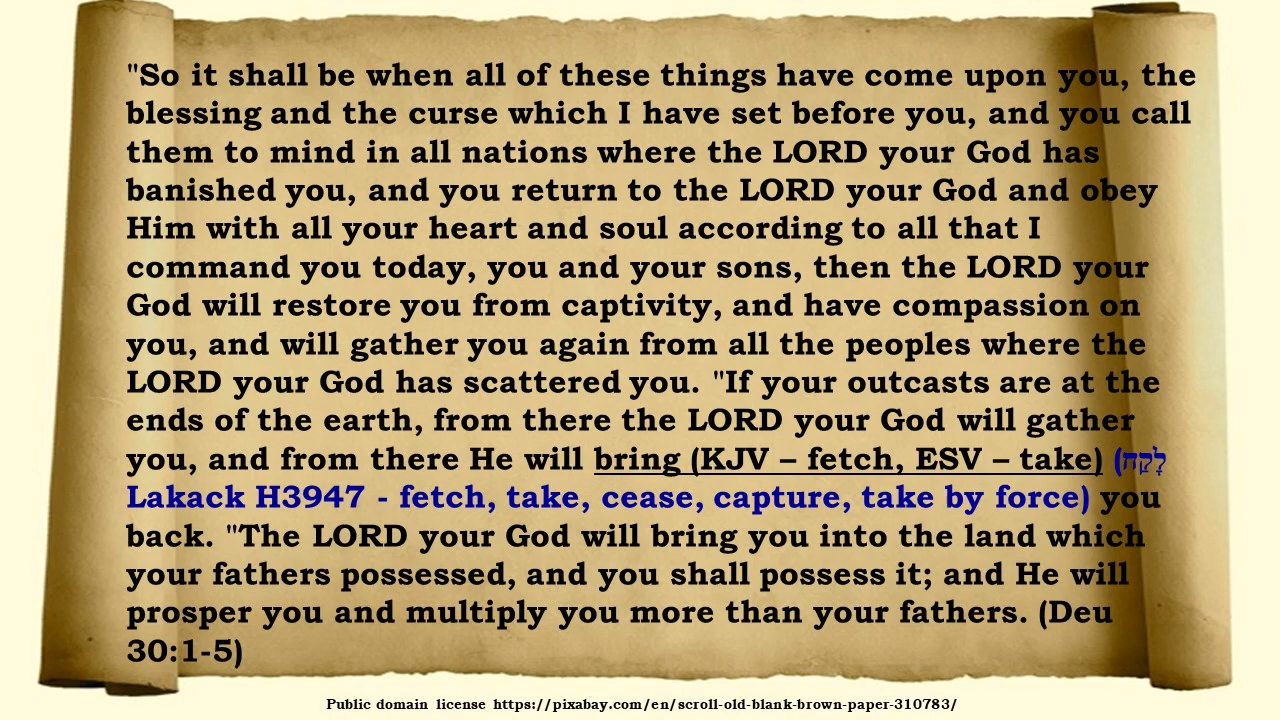 "So it shall be when all of these things have come upon you, the
blessing and the curse which I have set before you, and you call
them to mind in all nations where the LORD your God has
banished you, and you return to the LORD your God and obey
Him with all your heart and soul according to all that I
command you today, you and your sons, then the LORD your
God will restore you from captivity, and have compassion on
you, and will gather you again from all the peoples where the
LORD your God has scattered you. "If your outcasts are at the
ends of the earth, from there the LORD your God will gather
you, and from there He will bring (KJV – fetch, ESV – take) (לָקַח
Lakack H3947 - fetch, take, cease, capture, take by force) you
back. "The LORD your God will bring you into the land which
your fathers possessed, and you shall possess it; and He will
prosper you and multiply you more than your fathers. (Deu
30:1-5)
Public domain license https://pixabay.com/en/scroll-old-blank-brown-paper-310783/